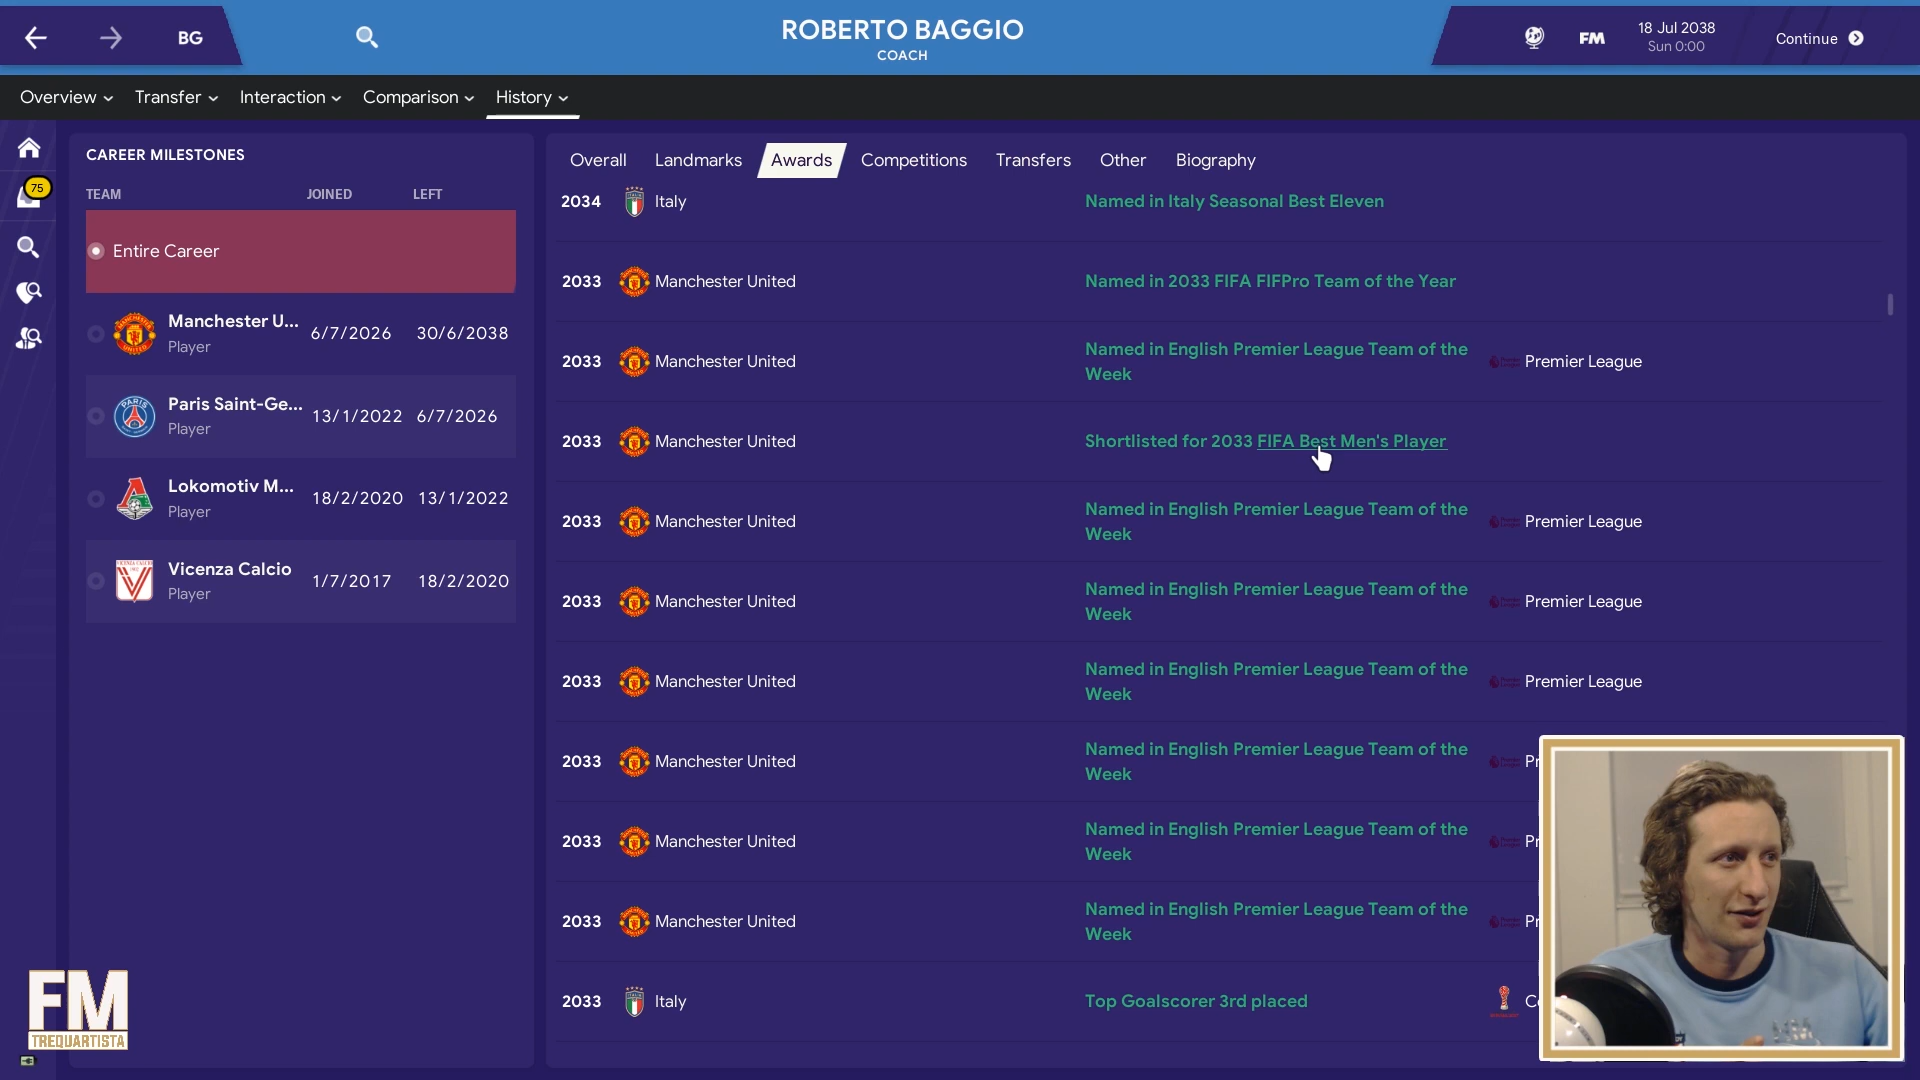 BG
ROBERTO BAGGIO
COACH
FM
18 Jul 2038
Sun 0:00
Continue
Overview
Transfer
Interaction
Comparison
History
75
CAREER MILESTONES
TEAM JOINED LEFT
Entire Career
Manchester U... 6/7/2026 30/6/2038
Player
Paris Saint-Ge... 13/1/2022 6/7/2026
Player
Lokomotiv M... 18/2/2020 13/1/2022
Player
Vicenza Calcio 1/7/2017 18/2/2020
Player
Overall Landmarks Awards Competitions Transfers Other Biography
2034 Italy Named in Italy Seasonal Best Eleven
2033 Manchester United Named in 2033 FIFA FIFPro Team of the Year
2033 Manchester United Named in English Premier League Team of the
Week Premier League
2033 Manchester United Shortlisted for 2033 FIFA Best Men's Player
2033 Manchester United Named in English Premier League Team of the
Week Premier League
2033 Manchester United Named in English Premier League Team of the
Week Premier League
2033 Manchester United Named in English Premier League Team of the
Week Premier League
2033 Manchester United Named in English Premier League Team of the
Week Pr
2033 Manchester United Named in English Premier League Team of the
Week Pr
2033 Manchester United Named in English Premier League Team of the
Week Pr
2033 Italy Top Goalscorer 3rd placed
FM
TREQUARTISTA